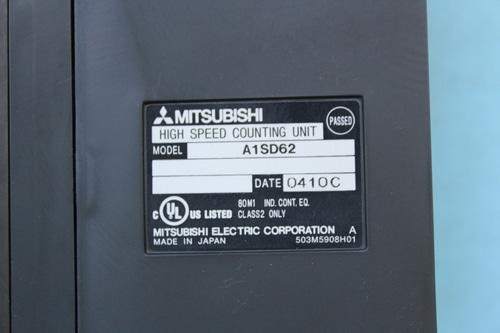 MITSUBISHI
HIGH SPEED COUNTING UNIT
PASSED
MODEL A1SD62
DATE 0410C
80M1 IND. CONT. EQ.
C UL US LISTED CLASS2 ONLY
MITSUBISHI ELECTRIC CORPORATION A
MADE IN JAPAN 503M5908H01